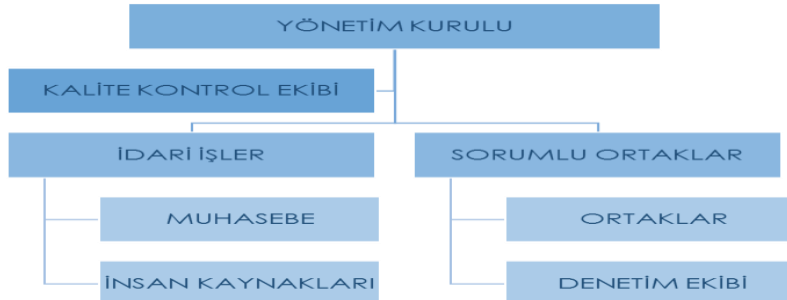 YÖNETİM KURULU
KALİTE KONTROL EKİBİ
İDARİ İŞLER
SORUMLU ORTAKLAR
MUHASEBE
ORTAKLAR
İNSAN KAYNAKLARI
DENETİM EKİBİ